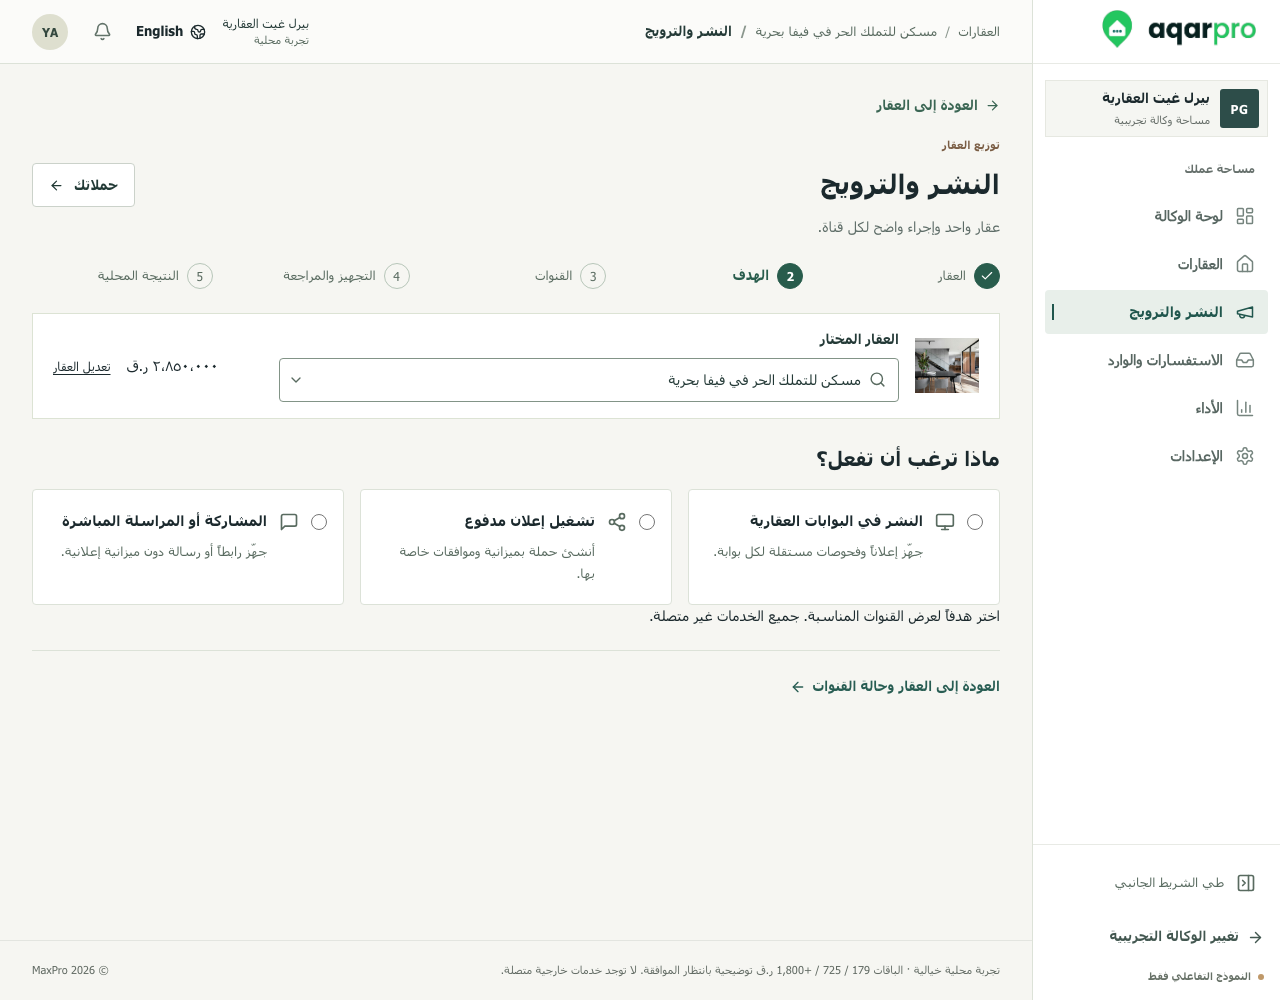 aqarpro
PG
بيرل غيت العقارية
مساحة وكالة تجريبية
مساحة عملك
لوحة الوكالة
العقارات
النشر والترويج
الاستفسارات والوارد
الأداء
الإعدادات
طي الشريط الجانبي
تغيير الوكالة التجريبية
النموذج التفاعلي فقط
العقارات / مسكن للتملك الحر في فيفا بحرية / النشر والترويج
بيرل غيت العقارية
تجربة محلية
English
YA
العودة إلى العقار
توزيع العقار
النشر والترويج
عقار واحد وإجراء واضح لكل قناة.
حملاتك
العقار
2 الهدف
3 القنوات
4 التجهيز والمراجعة
5 النتيجة المحلية
العقار المختار
مسكن للتملك الحر في فيفا بحرية
٢،٨٥٠،٠٠٠ ر.ق
تعديل العقار
ماذا ترغب أن تفعل؟
النشر في البوابات العقارية
جهّز إعلاناً وفحوصات مستقلة لكل بوابة.
تشغيل إعلان مدفوع
أنشئ حملة بميزانية وموافقات خاصة
بها.
المشاركة أو المراسلة المباشرة
جهّز رابطاً أو رسالة دون ميزانية إعلانية.
اختر هدفاً لعرض القنوات المناسبة. جميع الخدمات غير متصلة.
العودة إلى العقار وحالة القنوات
تجربة محلية خيالية · الباقات 179 / 725 / +1,800 ر.ق توضيحية بانتظار الموافقة. لا توجد خدمات خارجية متصلة.
© MaxPro 2026